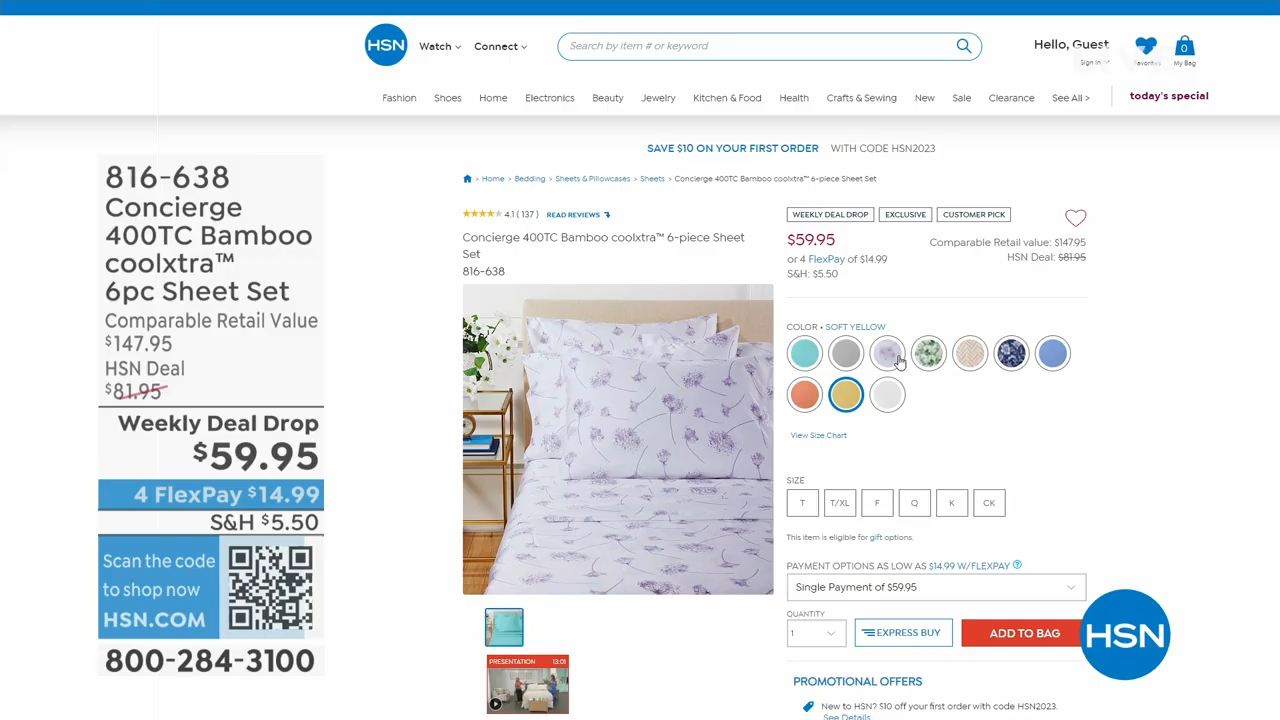 HSN
Watch
Connect
Search by item # or keyword
Hello, Guest
Sign In
Favorites
0
My Bag
Fashion
Shoes
Home
Electronics
Beauty
Jewelry
Kitchen & Food
Health
Crafts & Sewing
New
Sale
Clearance
See All >
today's special
SAVE $10 ON YOUR FIRST ORDER WITH CODE HSN2023
Home > Bedding > Sheets & Pillowcases > Sheets > Concierge 400TC Bamboo coolxtra™ 6-piece Sheet Set
816-638
Concierge
400TC Bamboo
coolxtra™
6pc Sheet Set
Comparable Retail Value
$147.95
HSN Deal
$81.95
Weekly Deal Drop
$59.95
4 FlexPay $14.99
S&H $5.50
Scan the code
to shop now
HSN.COM
800-284-3100
4.1 ( 137 ) READ REVIEWS
Concierge 400TC Bamboo coolxtra™ 6-piece Sheet
Set
816-638
PRESENTATION 13:01
WEEKLY DEAL DROP
EXCLUSIVE
CUSTOMER PICK
$59.95
Comparable Retail value: $147.95
or 4 FlexPay of $14.99
HSN Deal: $81.95
S&H: $5.50
COLOR • SOFT YELLOW
View Size Chart
SIZE
T
T/XL
F
Q
K
CK
This item is eligible for gift options.
PAYMENT OPTIONS AS LOW AS $14.99 W/FLEXPAY
Single Payment of $59.95
QUANTITY
1
EXPRESS BUY
ADD TO BAG
HSN
PROMOTIONAL OFFERS
New to HSN? $10 off your first order with code HSN2023.
See Details